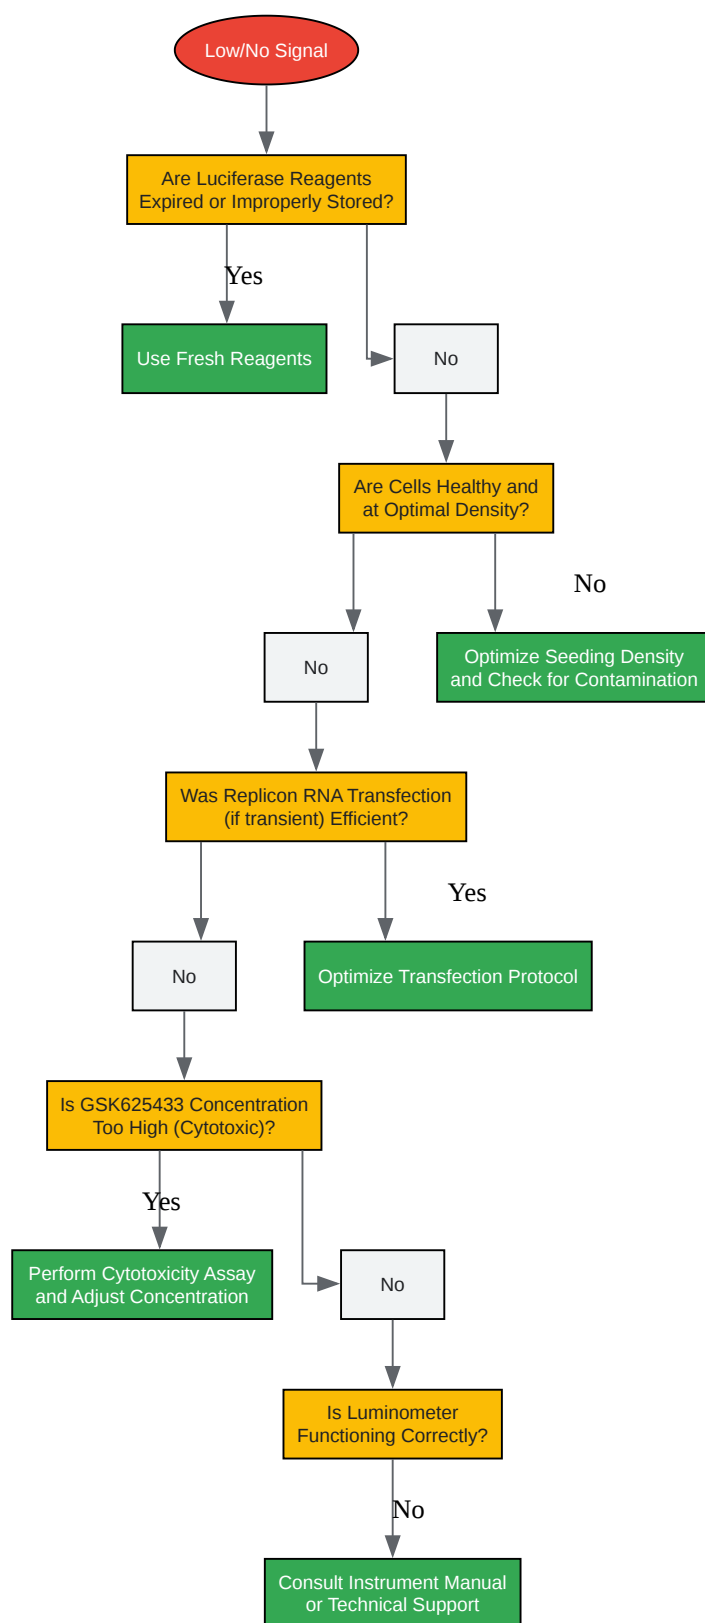 Low/No Signal
Are Luciferase Reagents
Expired or Improperly Stored?
Yes
Use Fresh Reagents
No
Are Cells Healthy and
at Optimal Density?
No
No
Optimize Seeding Density
and Check for Contamination
Was Replicon RNA Transfection
(if transient) Efficient?
Yes
No
Optimize Transfection Protocol
Is GSK625433 Concentration
Too High (Cytotoxic)?
Yes
Perform Cytotoxicity Assay
and Adjust Concentration
No
Is Luminometer
Functioning Correctly?
No
Consult Instrument Manual
or Technical Support